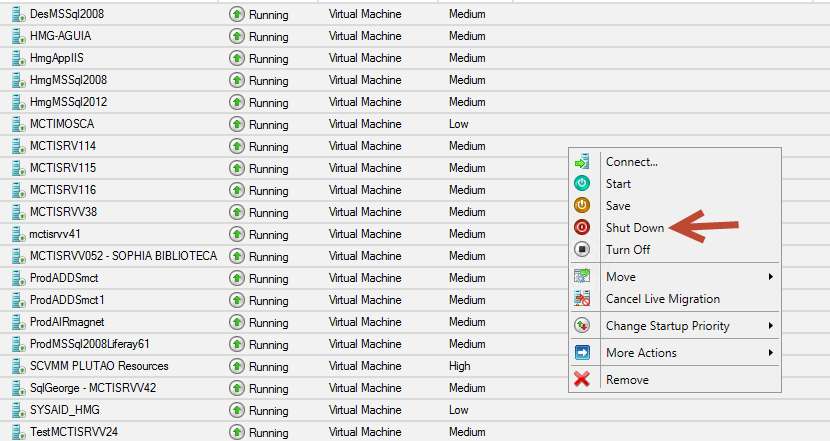 DesMSSql2008 Running Virtual Machine Medium
HMG-AGUIA Running Virtual Machine Medium
HmgAppIIS Running Virtual Machine Medium
HmgMSSql2008 Running Virtual Machine Medium
HmgMSSql2012 Running Virtual Machine Medium
MCTIMOSCA Running Virtual Machine Low
MCTISRV114 Running Virtual Machine Medium
MCTISRV115 Running Virtual Machine Medium
MCTISRV116 Running Virtual Machine Medium
MCTISRVV38 Running Virtual Machine Medium
mctisrvv41 Running Virtual Machine Medium
MCTISRVV052 - SOPHIA BIBLIOTECA Running Virtual Machine Medium
ProdADDSmct Running Virtual Machine Medium
ProdADDSmct1 Running Virtual Machine Medium
ProdAIRmagnet Running Virtual Machine Medium
ProdMSSql2008Liferay61 Running Virtual Machine Medium
SCVMM PLUTAO Resources Running Virtual Machine High
SqlGeorge - MCTISRVV42 Running Virtual Machine Medium
SYSAID_HMG Running Virtual Machine Low
TestMCTISRVV24 Running Virtual Machine Medium
Connect...
Start
Save
Shut Down
Turn Off
Move
Cancel Live Migration
Change Startup Priority
More Actions
Remove